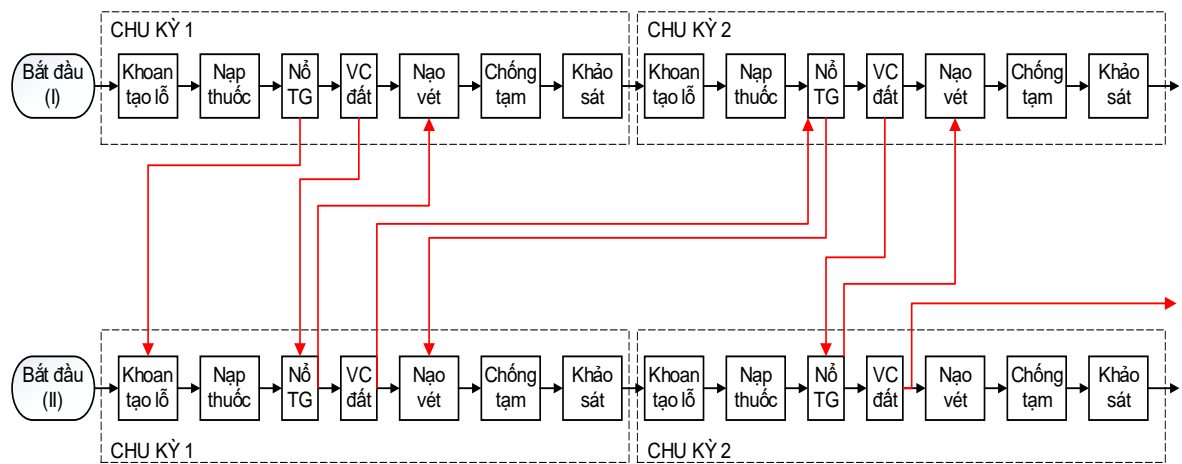 CHU KỲ 1
CHU KỲ 2
Bắt đầu
(I)
Khoan
tạo lỗ
Nạp
thuốc
Nổ
TG
VC
đất
Nạo
vét
Chống
tạm
Khảo
sát
Khoan
tạo lỗ
Nạp
thuốc
Nổ
TG
VC
đất
Nạo
vét
Chống
tạm
Khảo
sát
Bắt đầu
(II)
Khoan
tạo lỗ
Nạp
thuốc
Nổ
TG
VC
đất
Nạo
vét
Chống
tạm
Khảo
sát
Khoan
tạo lỗ
Nạp
thuốc
Nổ
TG
VC
đất
Nạo
vét
Chống
tạm
Khảo
sát
CHU KỲ 1
CHU KỲ 2